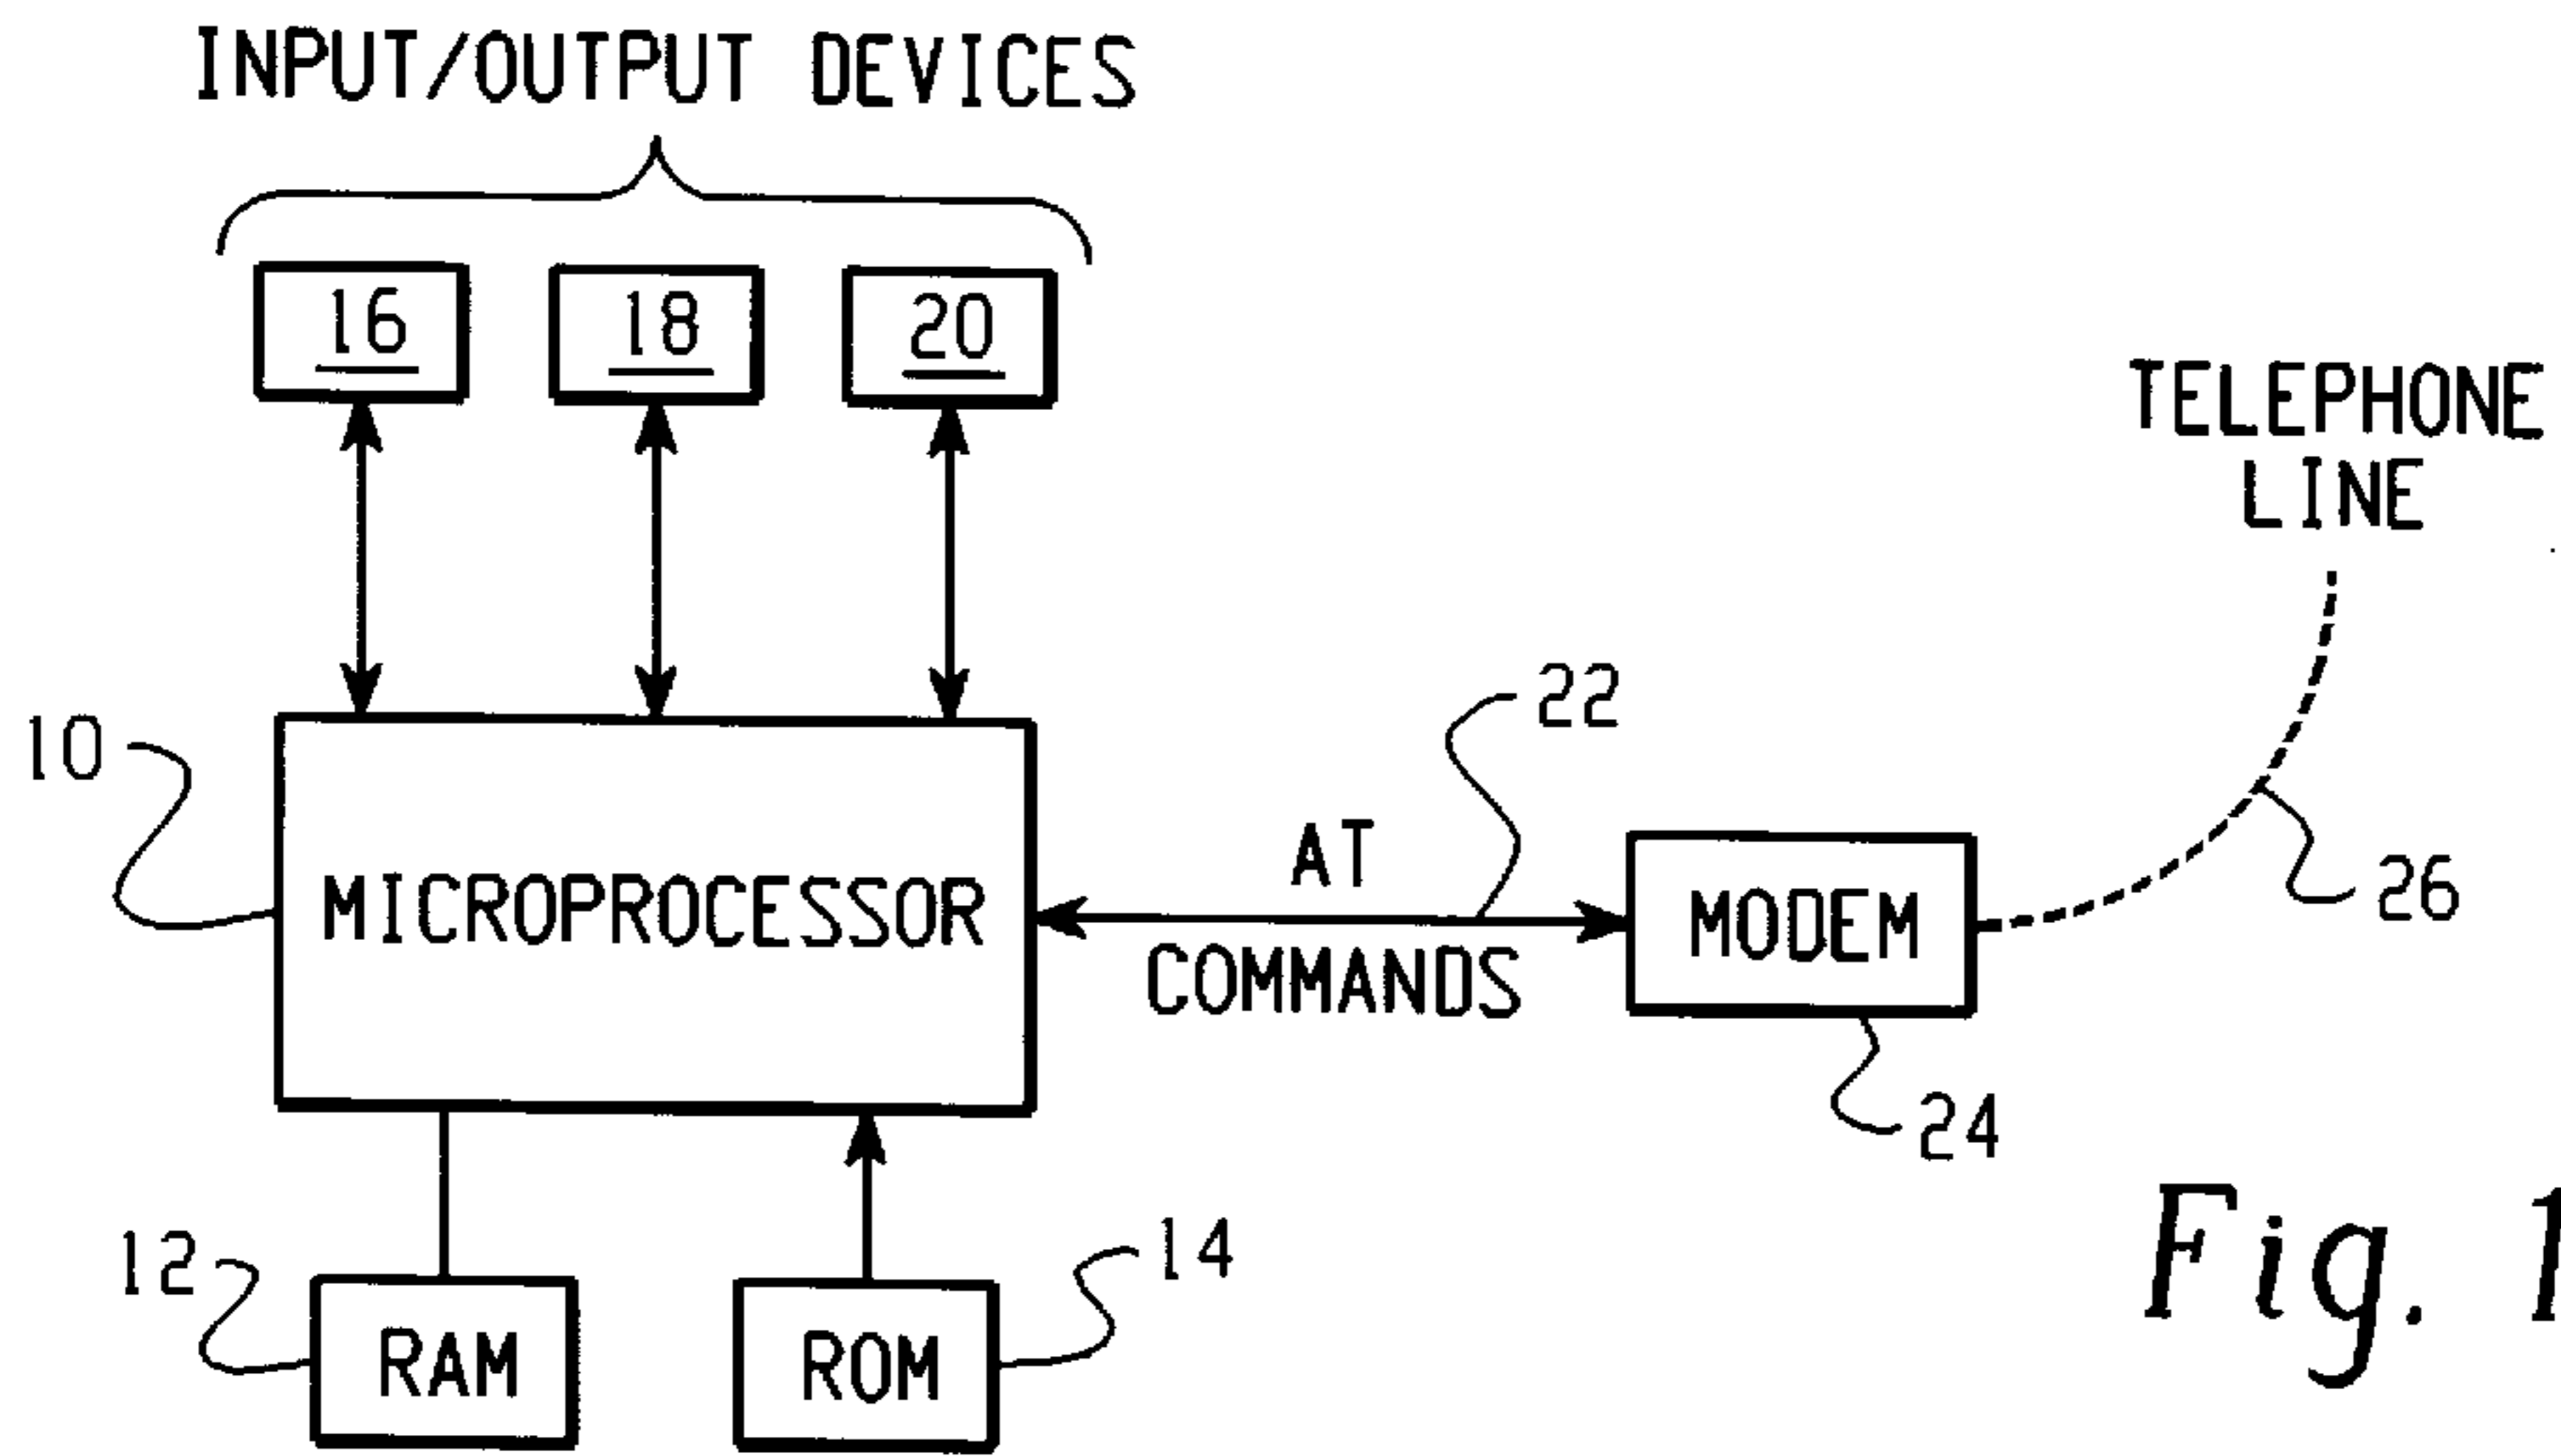 INPUT/OUTPUT DEVICES
16 18 20
TELEPHONE
LINE
10
MICROPROCESSOR
22
AT
COMMANDS
MODEM
26
24
12
RAM
14
ROM
Fig. 1